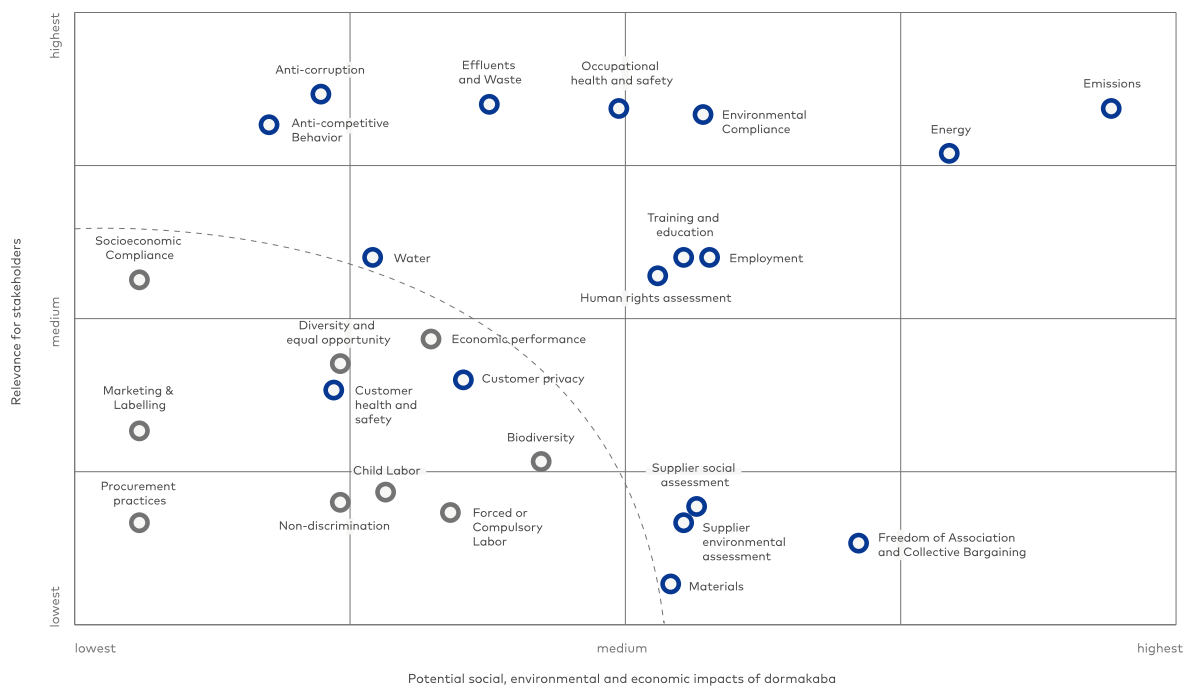 highest
Occupational
health and safety
Effluents
and Waste
Anti-corruption
Emissions
Anti-competitive
Behavior
Environmental
Compliance
Energy
Training and
education
Socioeconomic
Compliance
Water
Employment
Human rights assessment
Relevance for stakeholders
medium
Diversity and
equal opportunity
Economic performance
Customer privacy
Marketing &
Labelling
Customer
health and
safety
Biodiversity
Child Labor
Supplier social
assessment
Procurement
practices
Non-discrimination
Forced or
Compulsory
Labor
Supplier
environmental
assessment
Freedom of Association
and Collective Bargaining
Materials
lowest
lowest
medium
highest
Potential social, environmental and economic impacts of dormakaba